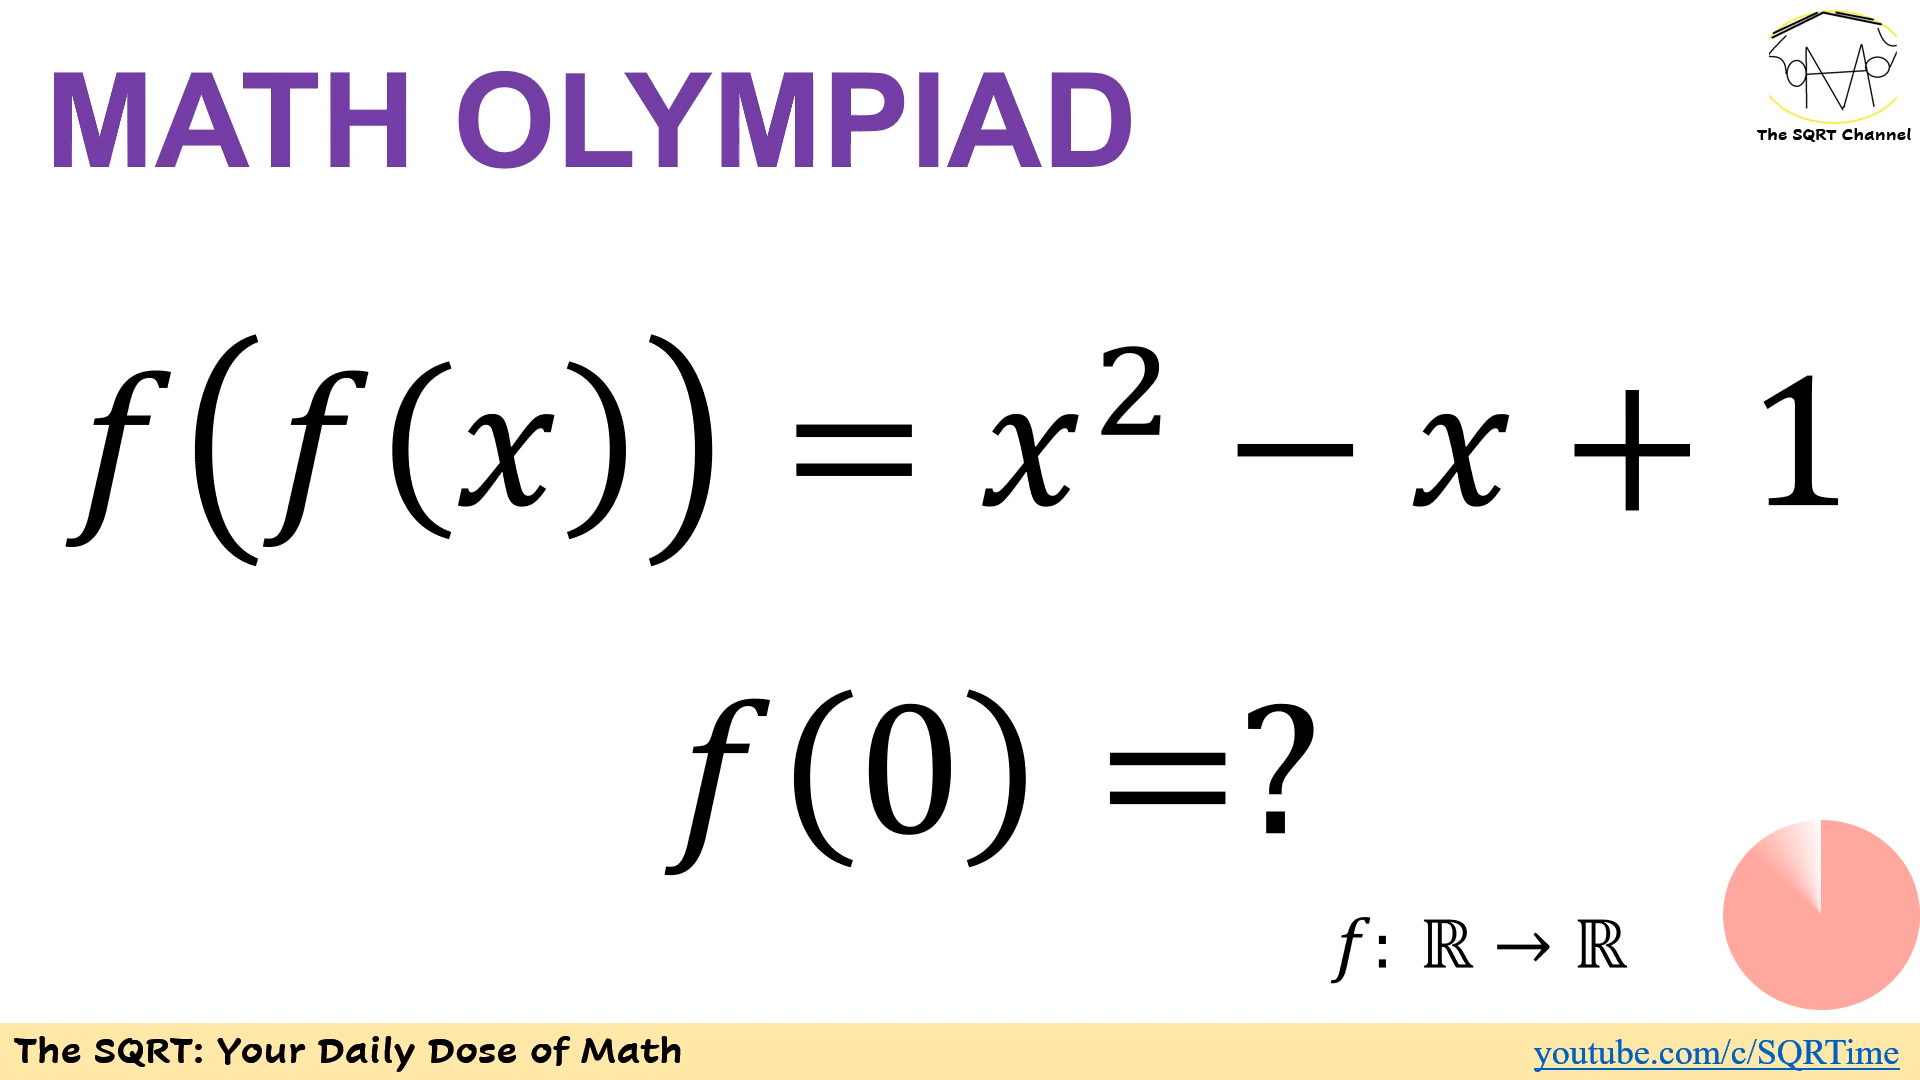 MATH OLYMPIAD
The SQRT Channel
f(f(x)) = x² − x + 1
f(0) =?
f: ℝ → ℝ
The SQRT: Your Daily Dose of Math
youtube.com/c/SQRTime